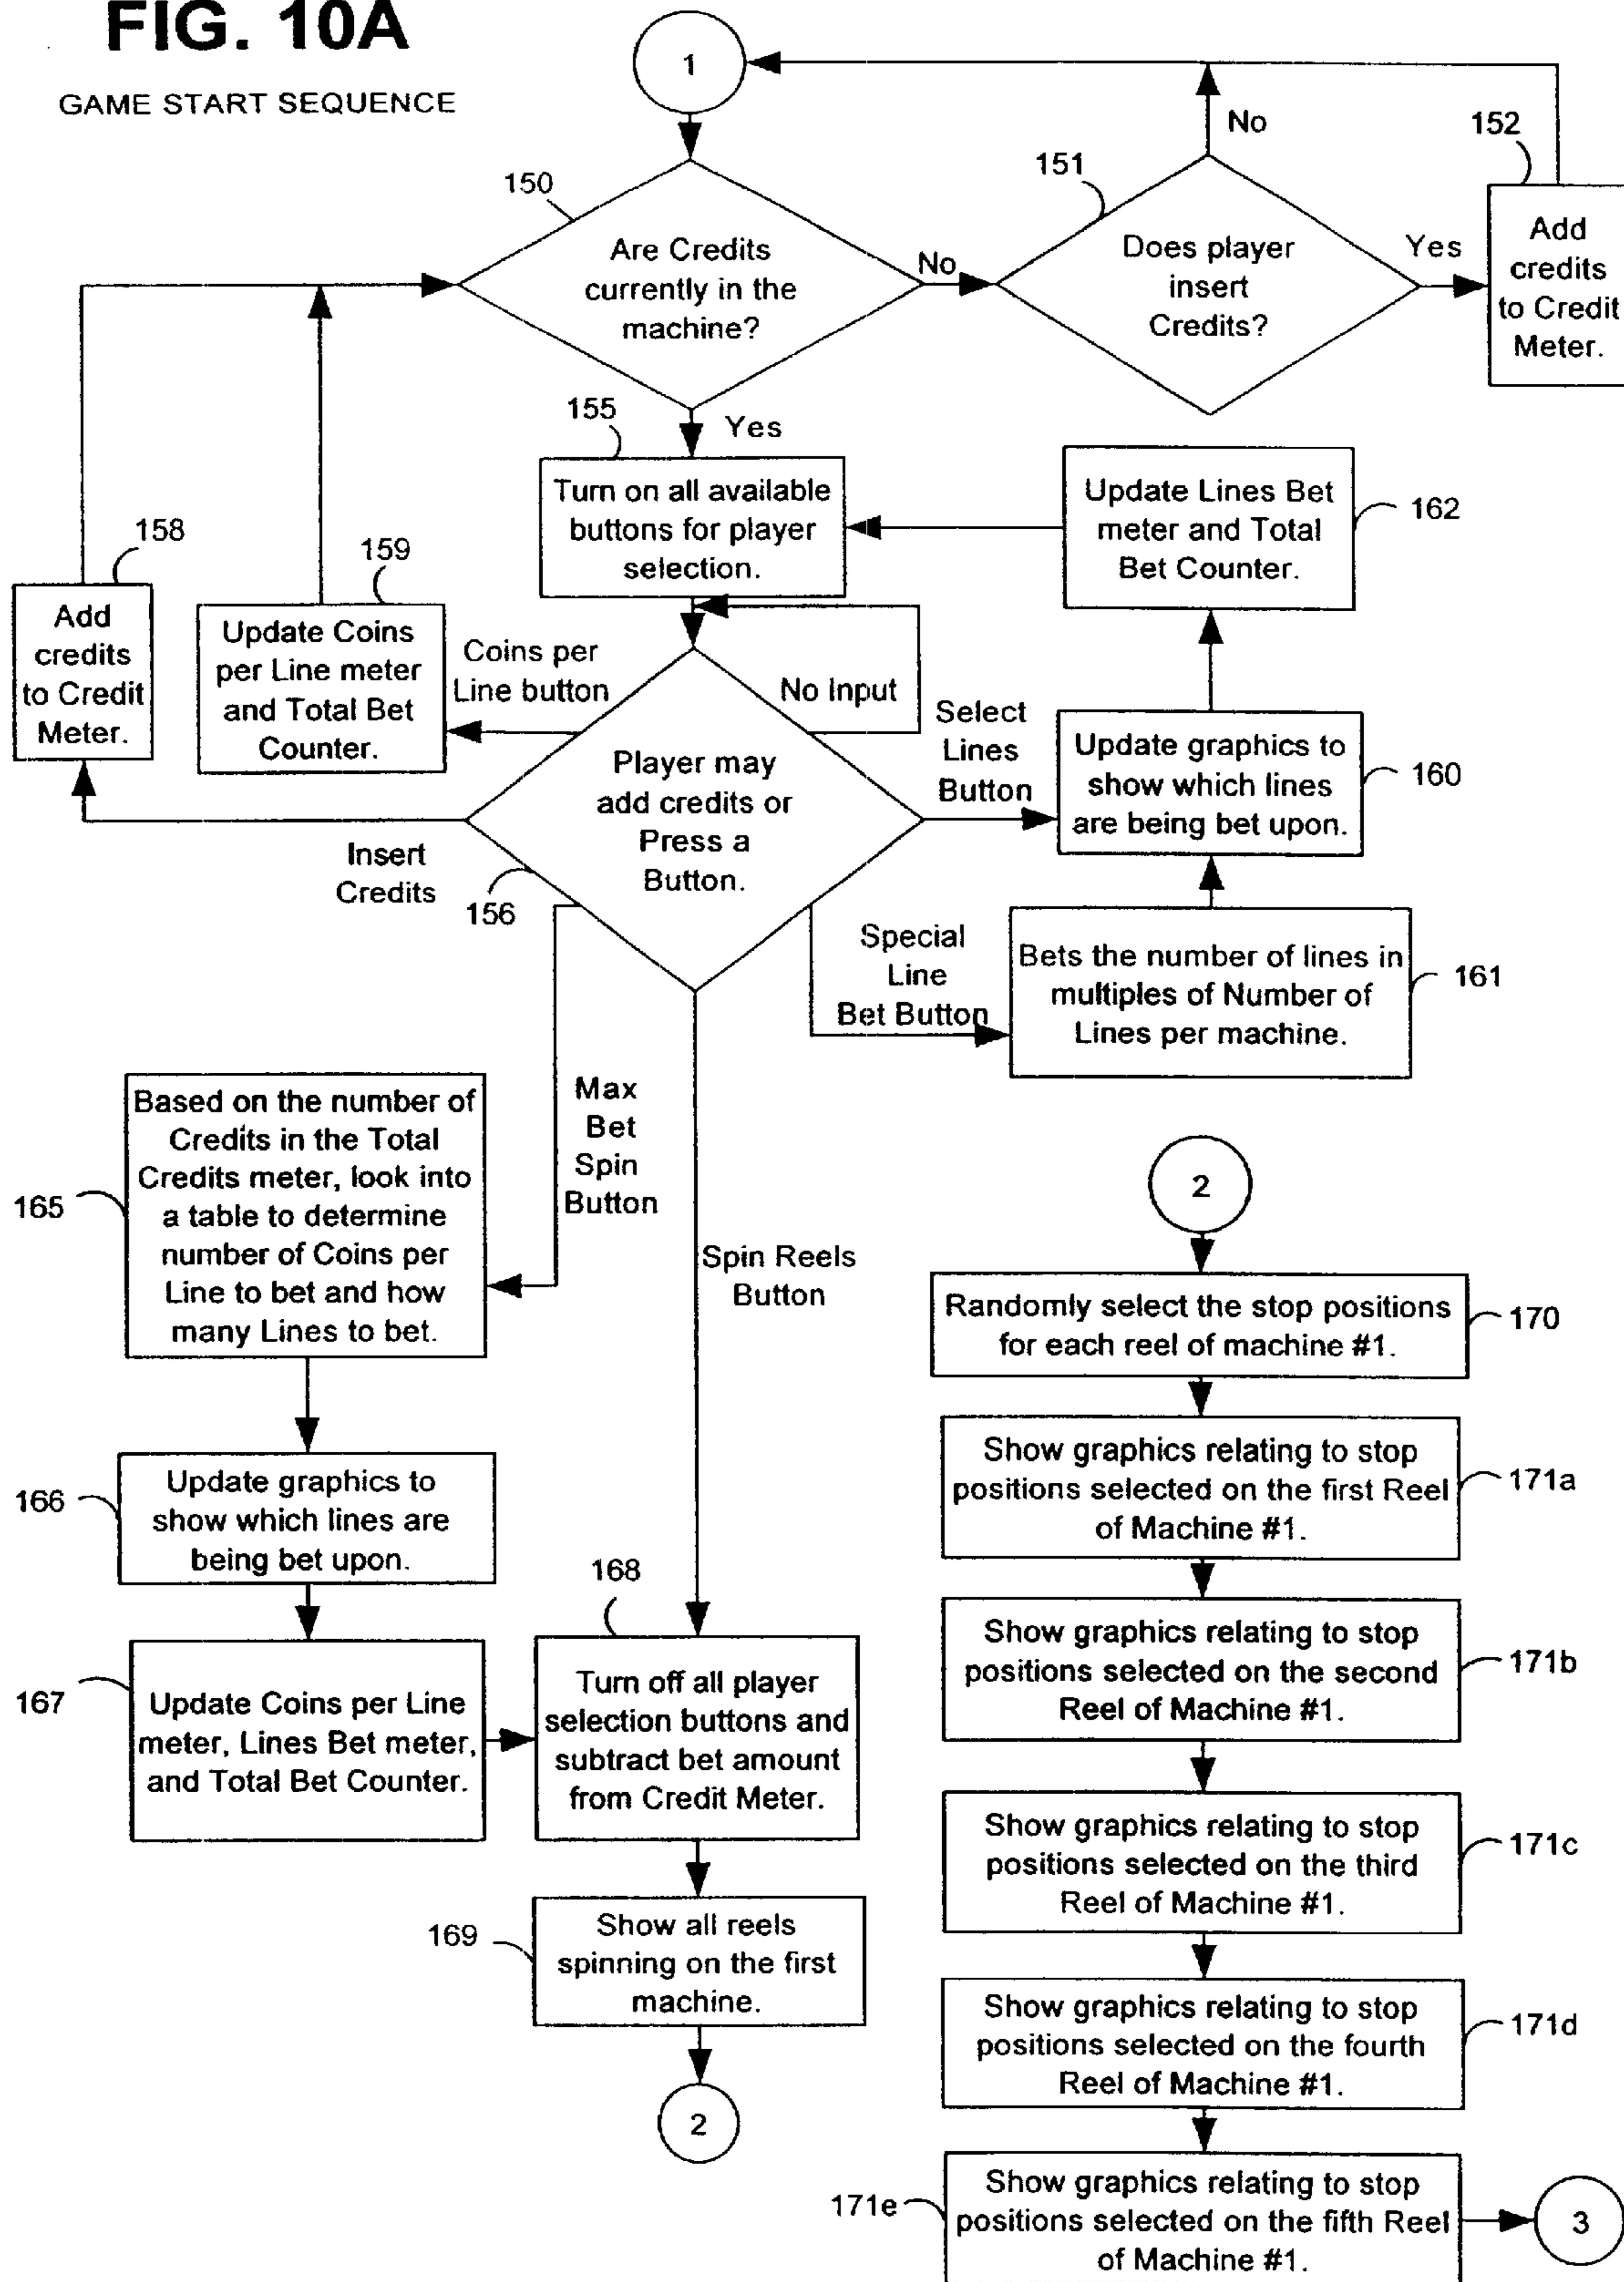 FIG. 10A
GAME START SEQUENCE
1
No
152
151
150
Are Credits
currently in the
machine?
No
Does player
insert
Credits?
Yes
Add
credits
to Credit
Meter.
155
Yes
Turn on all available
buttons for player
selection.
Update Lines Bet
meter and Total
Bet Counter.
162
158
159
Add
credits
to Credit
Meter.
Update Coins
per Line meter
and Total Bet
Counter.
Coins per
Line button
No Input
Select
Lines
Button
Update graphics to
show which lines
are being bet upon.
160
Player may
add credits or
Press a
Button.
Insert
Credits
156
Special
Line
Bet Button
Bets the number of lines in
multiples of Number of
Lines per machine.
161
Based on the number of
Credits in the Total
Credits meter, look into
a table to determine
number of Coins per
Line to bet and how
many Lines to bet.
165
Max
Bet
Spin
Button
Spin Reels
Button
166
Update graphics to
show which lines are
being bet upon.
167
Update Coins per Line
meter, Lines Bet meter,
and Total Bet Counter.
168
Turn off all player
selection buttons and
subtract bet amount
from Credit Meter.
169
Show all reels
spinning on the first
machine.
2
2
Randomly select the stop positions
for each reel of machine #1.
170
Show graphics relating to stop
positions selected on the first Reel
of Machine #1.
171a
Show graphics relating to stop
positions selected on the second
Reel of Machine #1.
171b
Show graphics relating to stop
positions selected on the third
Reel of Machine #1.
171c
Show graphics relating to stop
positions selected on the fourth
Reel of Machine #1.
171d
171e
Show graphics relating to stop
positions selected on the fifth Reel
of Machine #1.
3